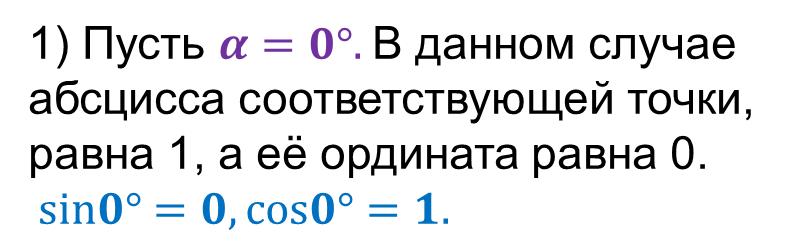 1) Пусть α = 0°. В данном случае
абсцисса соответствующей точки,
равна 1, а её ордината равна 0.
sin0° = 0, cos0° = 1.